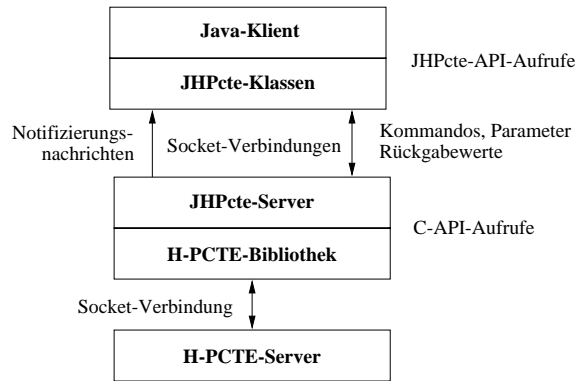 Java-Klient
JHPcte-API-Aufrufe
JHPcte-Klassen
Notifizierungs-
nachrichten
Socket-Verbindungen
Kommandos, Parameter
Rückgabewerte
JHPcte-Server
C-API-Aufrufe
H-PCTE-Bibliothek
Socket-Verbindung
H-PCTE-Server